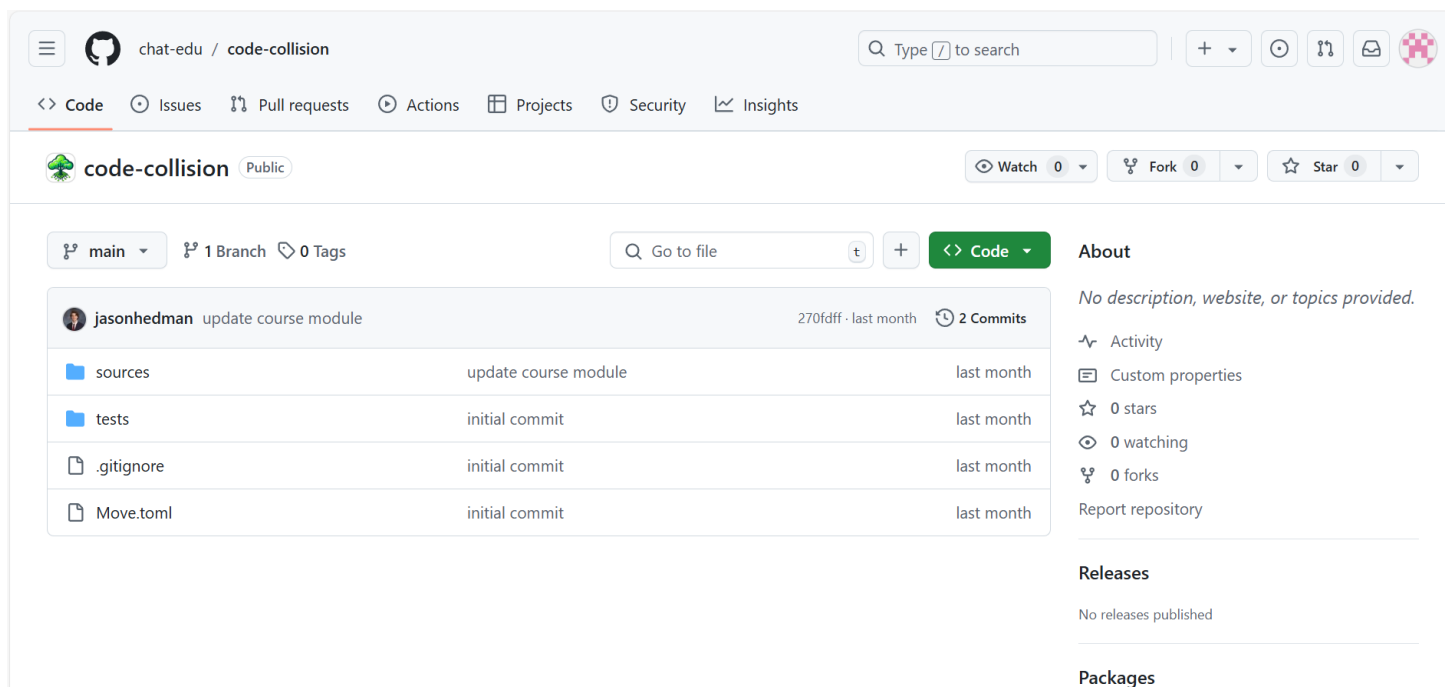 chat-edu / code-collision
Type / to search
Code Issues Pull requests Actions Projects Security Insights
code-collision Public
Watch 0 Fork 0 Star 0
main 1 Branch 0 Tags Go to file t Code
About
No description, website, or topics provided.
jasonhedman update course module 270fdff · last month 2 Commits
Activity
sources update course module last month
Custom properties
0 stars
tests initial commit last month
0 watching
.gitignore initial commit last month
0 forks
Move.toml initial commit last month
Report repository
Releases
No releases published
Packages